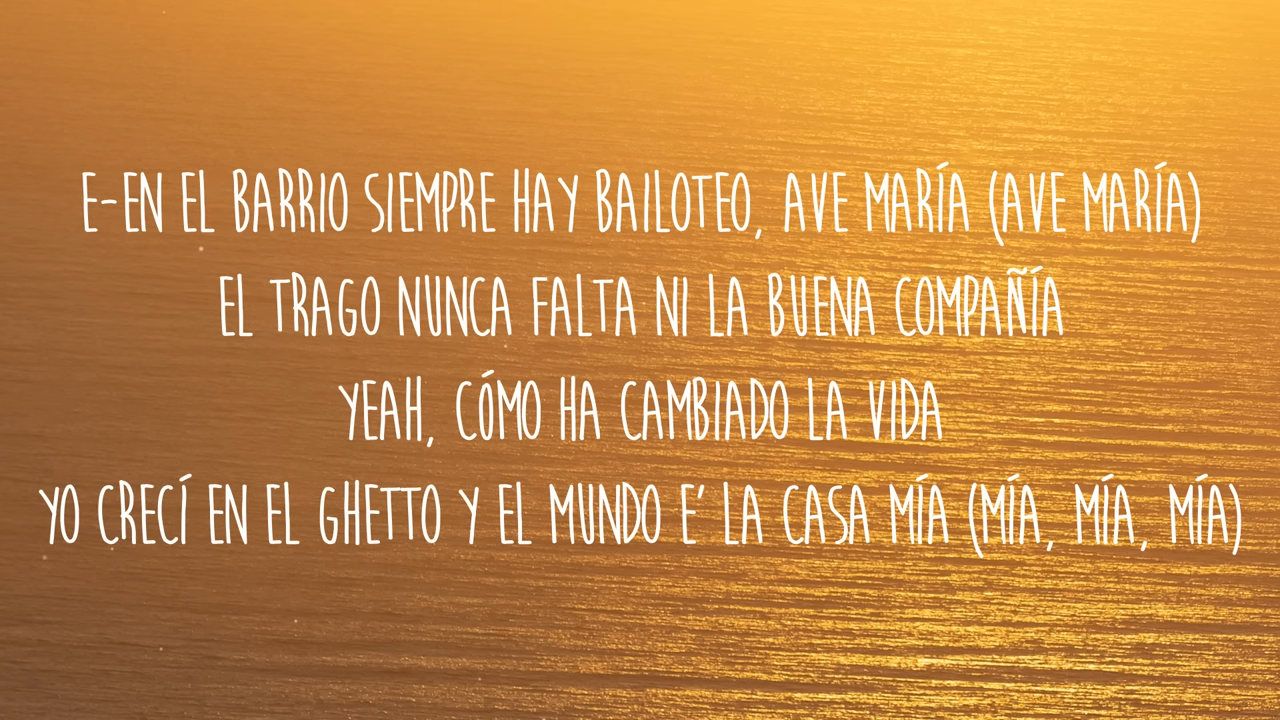 E-EN EL BARRIO SIEMPRE HAY BAILOTEO, AVE MARÍA (AVE MARÍA)
EL TRAGO NUNCA FALTA NI LA BUENA COMPAÑÍA
YEAH, CÓMO HA CAMBIADO LA VIDA
YO CRECÍ EN EL GHETTO Y EL MUNDO E' LA CASA MÍA (MÍA, MÍA, MÍA)